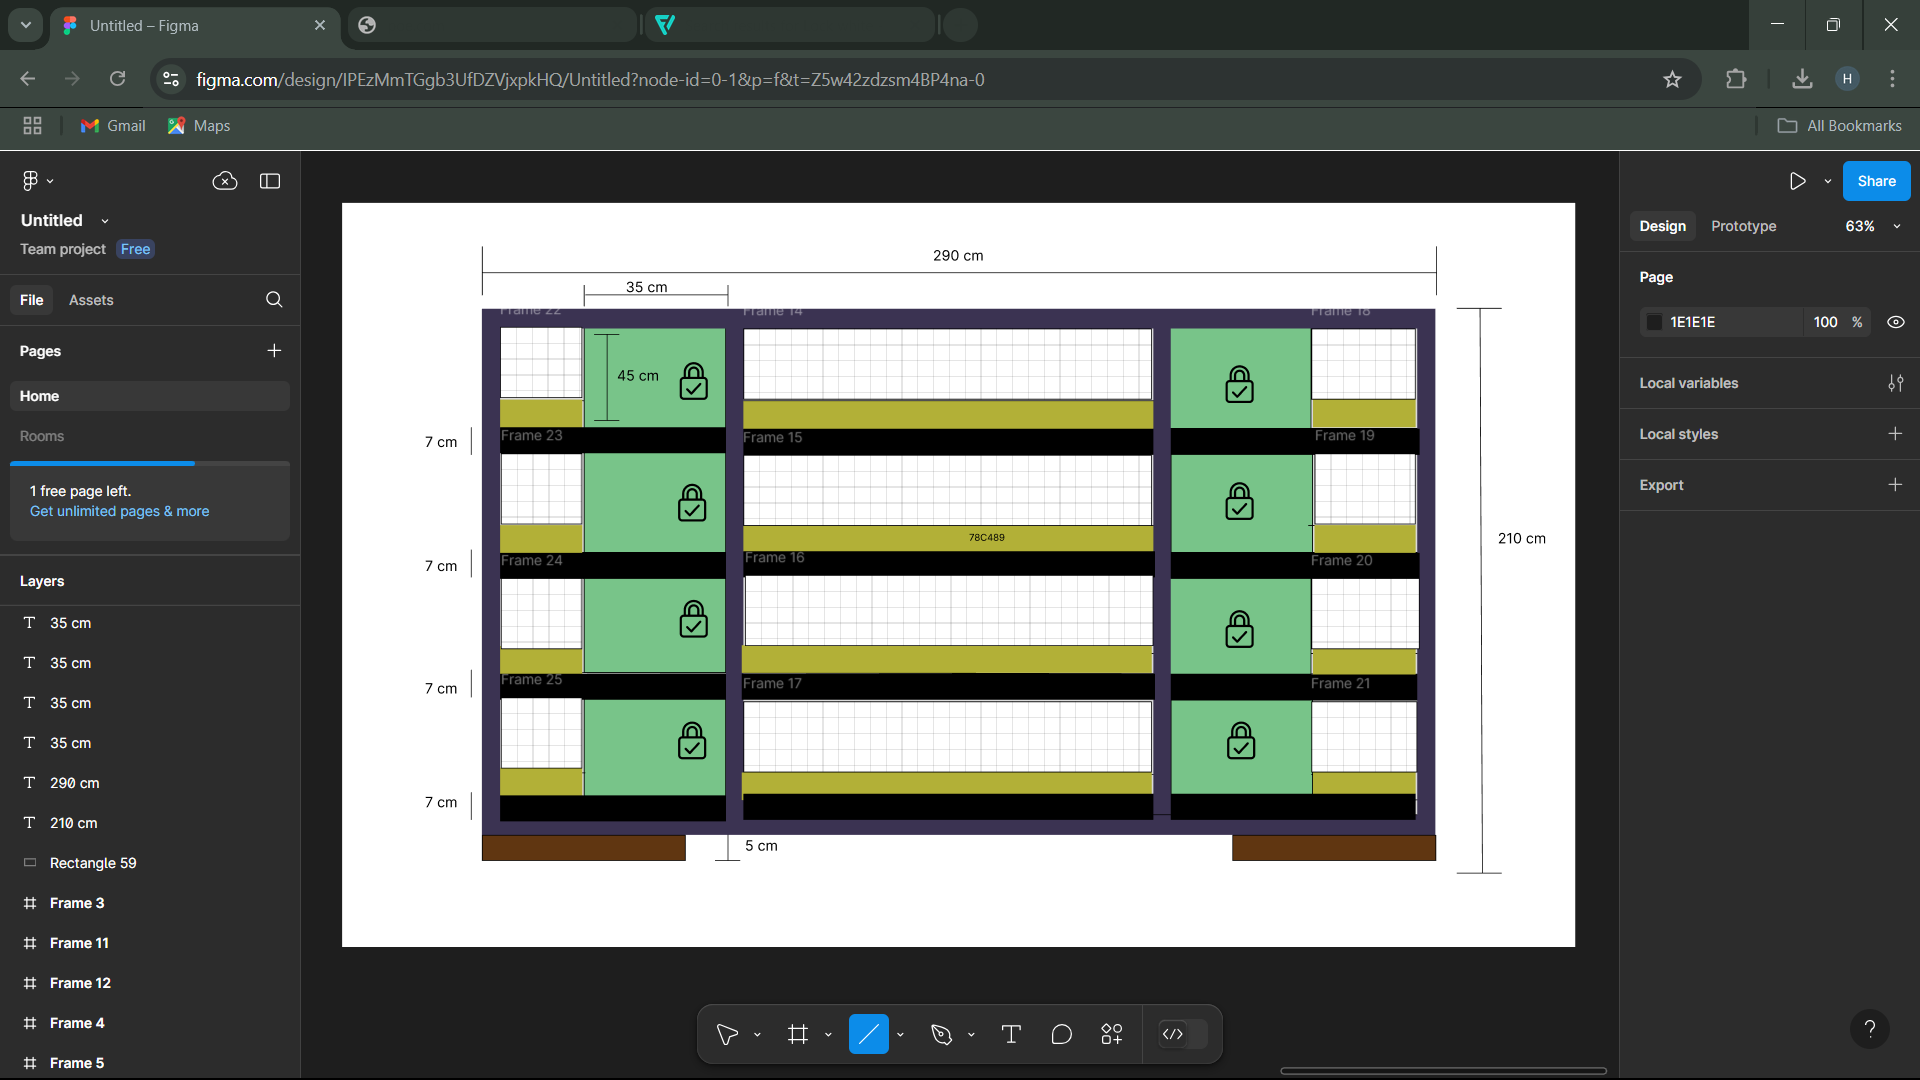 Untitled – Figma
figma.com/design/IPEzMmTGgb3UfDZVjxpkHQ/Untitled?node-id=0-1&p=f&t=Z5w42zdzsm4BP4na-0
H
Gmail
Maps
All Bookmarks
Untitled
Team project Free
File Assets
Pages
Home
Rooms
1 free page left.
Get unlimited pages & more
Layers
35 cm
35 cm
35 cm
35 cm
290 cm
210 cm
Rectangle 59
Frame 3
Frame 11
Frame 12
Frame 4
Frame 5
290 cm
35 cm
Frame 22
Frame 14
Frame 18
45 cm
7 cm
Frame 23
Frame 15
Frame 19
78C489
210 cm
7 cm
Frame 24
Frame 16
Frame 20
7 cm
Frame 25
Frame 17
Frame 21
7 cm
5 cm
Share
Design Prototype 63%
Page
1E1E1E 100 %
Local variables
Local styles
Export
?